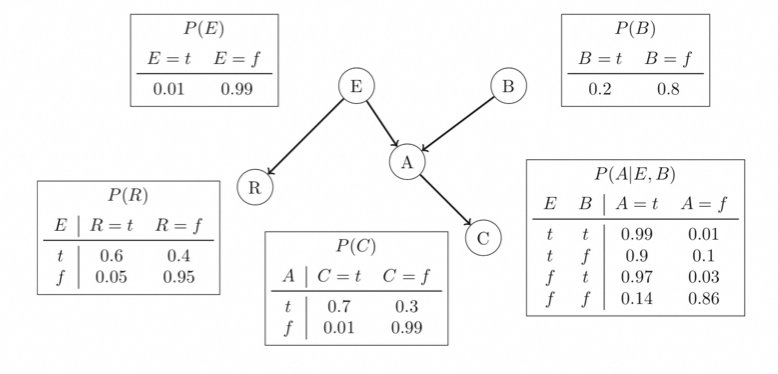 P(E)
E = t E = f
0.01 0.99
P(B)
B = t B = f
0.2 0.8
E
B
A
R
C
P(R)
E R = t R = f
t 0.6 0.4
f 0.05 0.95
P(C)
A C = t C = f
t 0.7 0.3
f 0.01 0.99
P(A|E, B)
E B A = t A = f
t t 0.99 0.01
t f 0.9 0.1
f t 0.97 0.03
f f 0.14 0.86